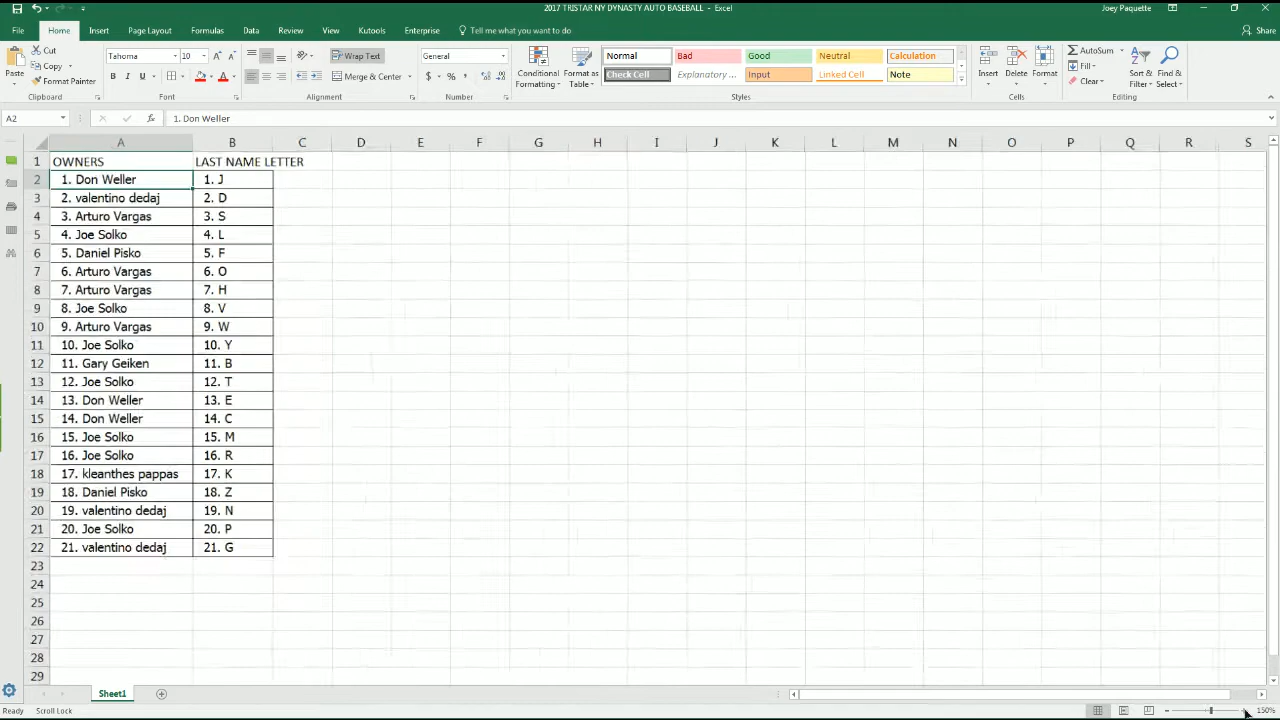 2017 TRISTAR NY DYNASTY AUTO BASEBALL - Excel
Joey Paquette
File Home Insert Page Layout Formulas Data Review View Kutools Enterprise Tell me what you want to do Share
Paste Cut Copy Format Painter Clipboard
Tahoma 10 A A B I U Font
Wrap Text Merge & Center Alignment
General $ % Number
Conditional Formatting Format as Table
Normal Bad Good Neutral Calculation
Check Cell Explanatory ... Input Linked Cell Note
Styles
Insert Delete Format Cells
AutoSum Fill Clear Sort & Filter Find & Select Editing
A2 fx 1. Don Weller
A B C D E F G H I J K L M N O P Q R S
1 OWNERS LAST NAME LETTER
2 1. Don Weller 1. J
3 2. valentino dedaj 2. D
4 3. Arturo Vargas 3. S
5 4. Joe Solko 4. L
6 5. Daniel Pisko 5. F
7 6. Arturo Vargas 6. O
8 7. Arturo Vargas 7. H
9 8. Joe Solko 8. V
10 9. Arturo Vargas 9. W
11 10. Joe Solko 10. Y
12 11. Gary Geiken 11. B
13 12. Joe Solko 12. T
14 13. Don Weller 13. E
15 14. Don Weller 14. C
16 15. Joe Solko 15. M
17 16. Joe Solko 16. R
18 17. kleanthes pappas 17. K
19 18. Daniel Pisko 18. Z
20 19. valentino dedaj 19. N
21 20. Joe Solko 20. P
22 21. valentino dedaj 21. G
23
24
25
26
27
28
29
Sheet1
Ready Scroll Lock 150%